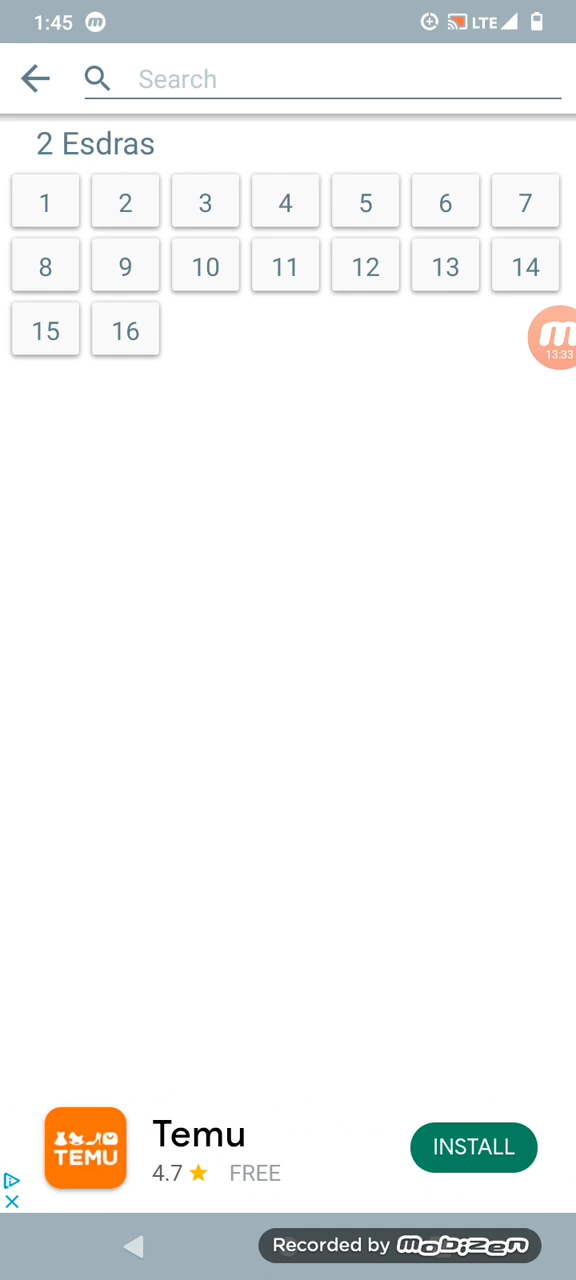 1:45 LTE
Search
2 Esdras
1 2 3 4 5 6 7
8 9 10 11 12 13 14
15 16
13:33
TEMU
Temu
4.7 FREE
INSTALL
Recorded by mobizen